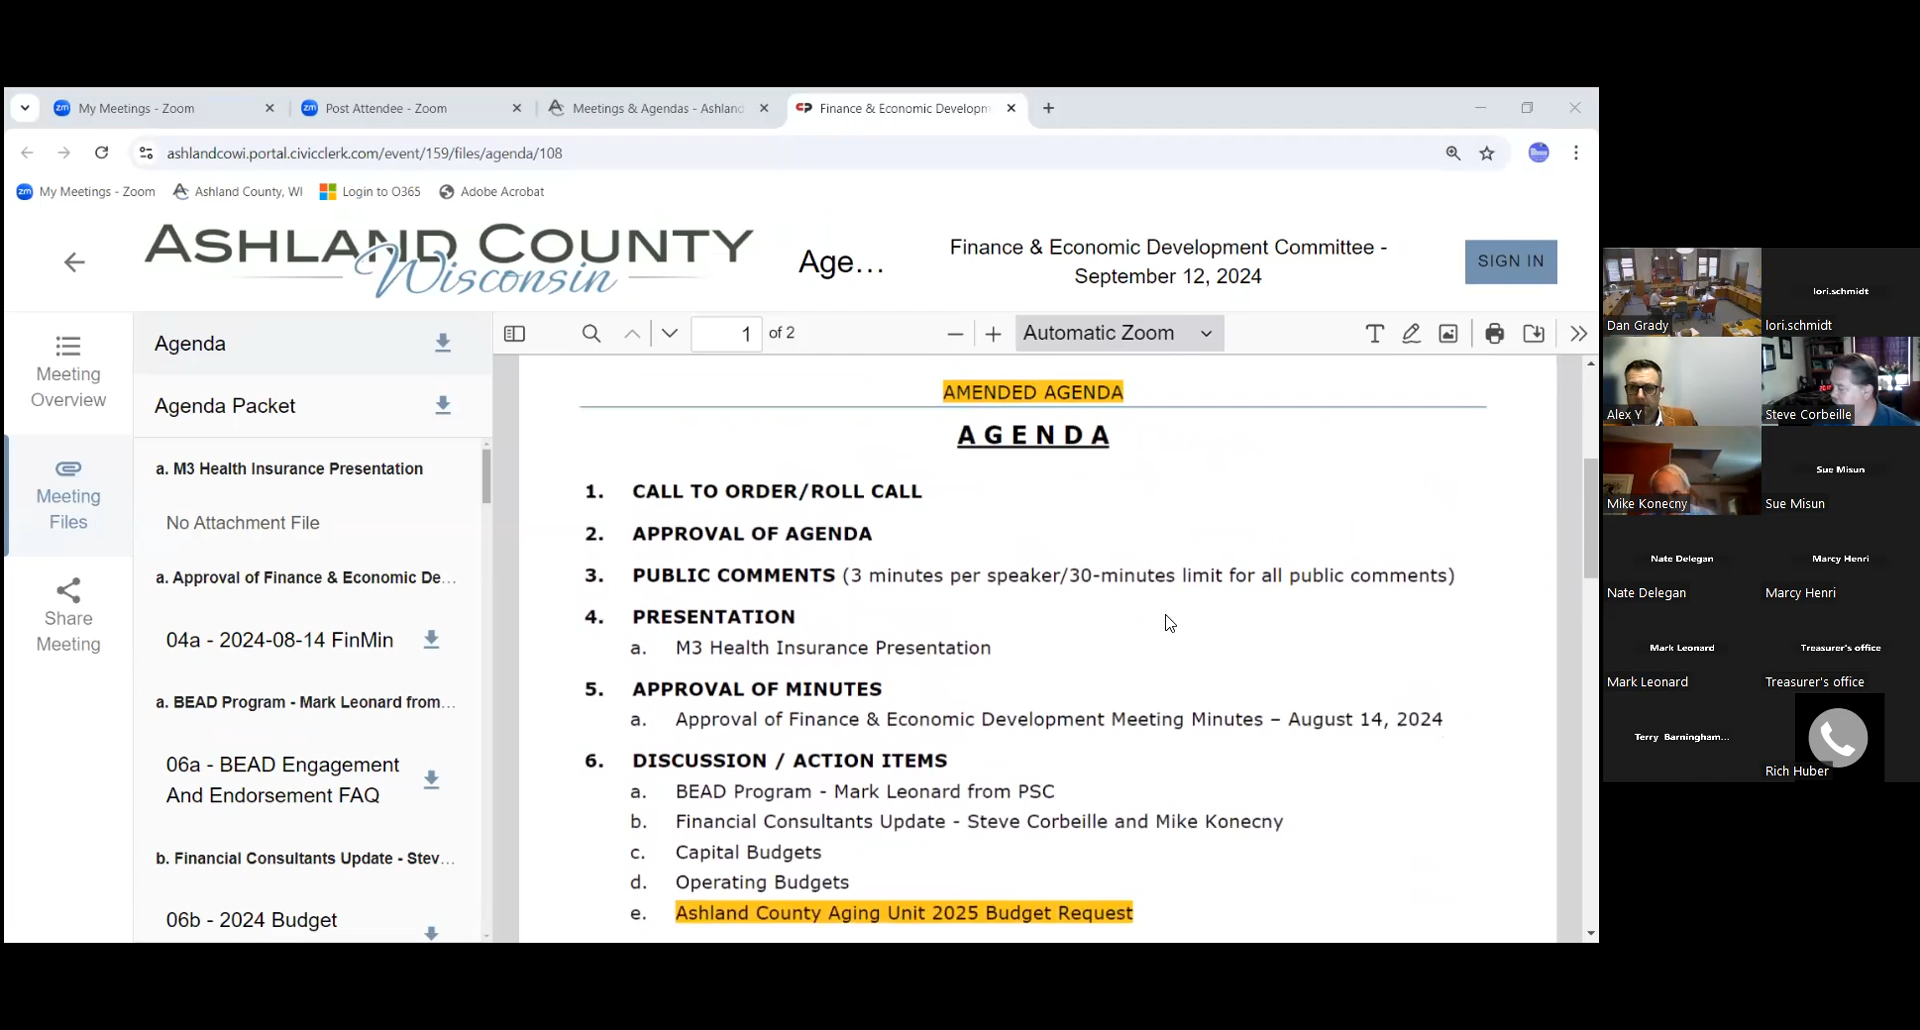 My Meetings - Zoom
Post Attendee - Zoom
Meetings & Agendas - Ashland
Finance & Economic Developm
ashlandcowi.portal.civicclerk.com/event/159/files/agenda/108
My Meetings - Zoom
Ashland County, WI
Login to O365
Adobe Acrobat
ASHLAND COUNTY
Wisconsin
Age...
Finance & Economic Development Committee -
September 12, 2024
SIGN IN
Meeting
Overview
Meeting
Files
Share
Meeting
Agenda
Agenda Packet
a. M3 Health Insurance Presentation
No Attachment File
a. Approval of Finance & Economic De...
04a - 2024-08-14 FinMin
a. BEAD Program - Mark Leonard from...
06a - BEAD Engagement
And Endorsement FAQ
b. Financial Consultants Update - Stev...
06b - 2024 Budget
1 of 2
Automatic Zoom
AMENDED AGENDA
AGENDA
1. CALL TO ORDER/ROLL CALL
2. APPROVAL OF AGENDA
3. PUBLIC COMMENTS (3 minutes per speaker/30-minutes limit for all public comments)
4. PRESENTATION
a. M3 Health Insurance Presentation
5. APPROVAL OF MINUTES
a. Approval of Finance & Economic Development Meeting Minutes – August 14, 2024
6. DISCUSSION / ACTION ITEMS
a. BEAD Program - Mark Leonard from PSC
b. Financial Consultants Update - Steve Corbeille and Mike Konecny
c. Capital Budgets
d. Operating Budgets
e. Ashland County Aging Unit 2025 Budget Request
Dan Grady
lori.schmidt
lori.schmidt
Alex Y
Steve Corbeille
Mike Konecny
Sue Misun
Sue Misun
Nate Delegan
Nate Delegan
Marcy Henri
Marcy Henri
Mark Leonard
Mark Leonard
Treasurer's office
Treasurer's office
Terry Barningham...
Rich Huber